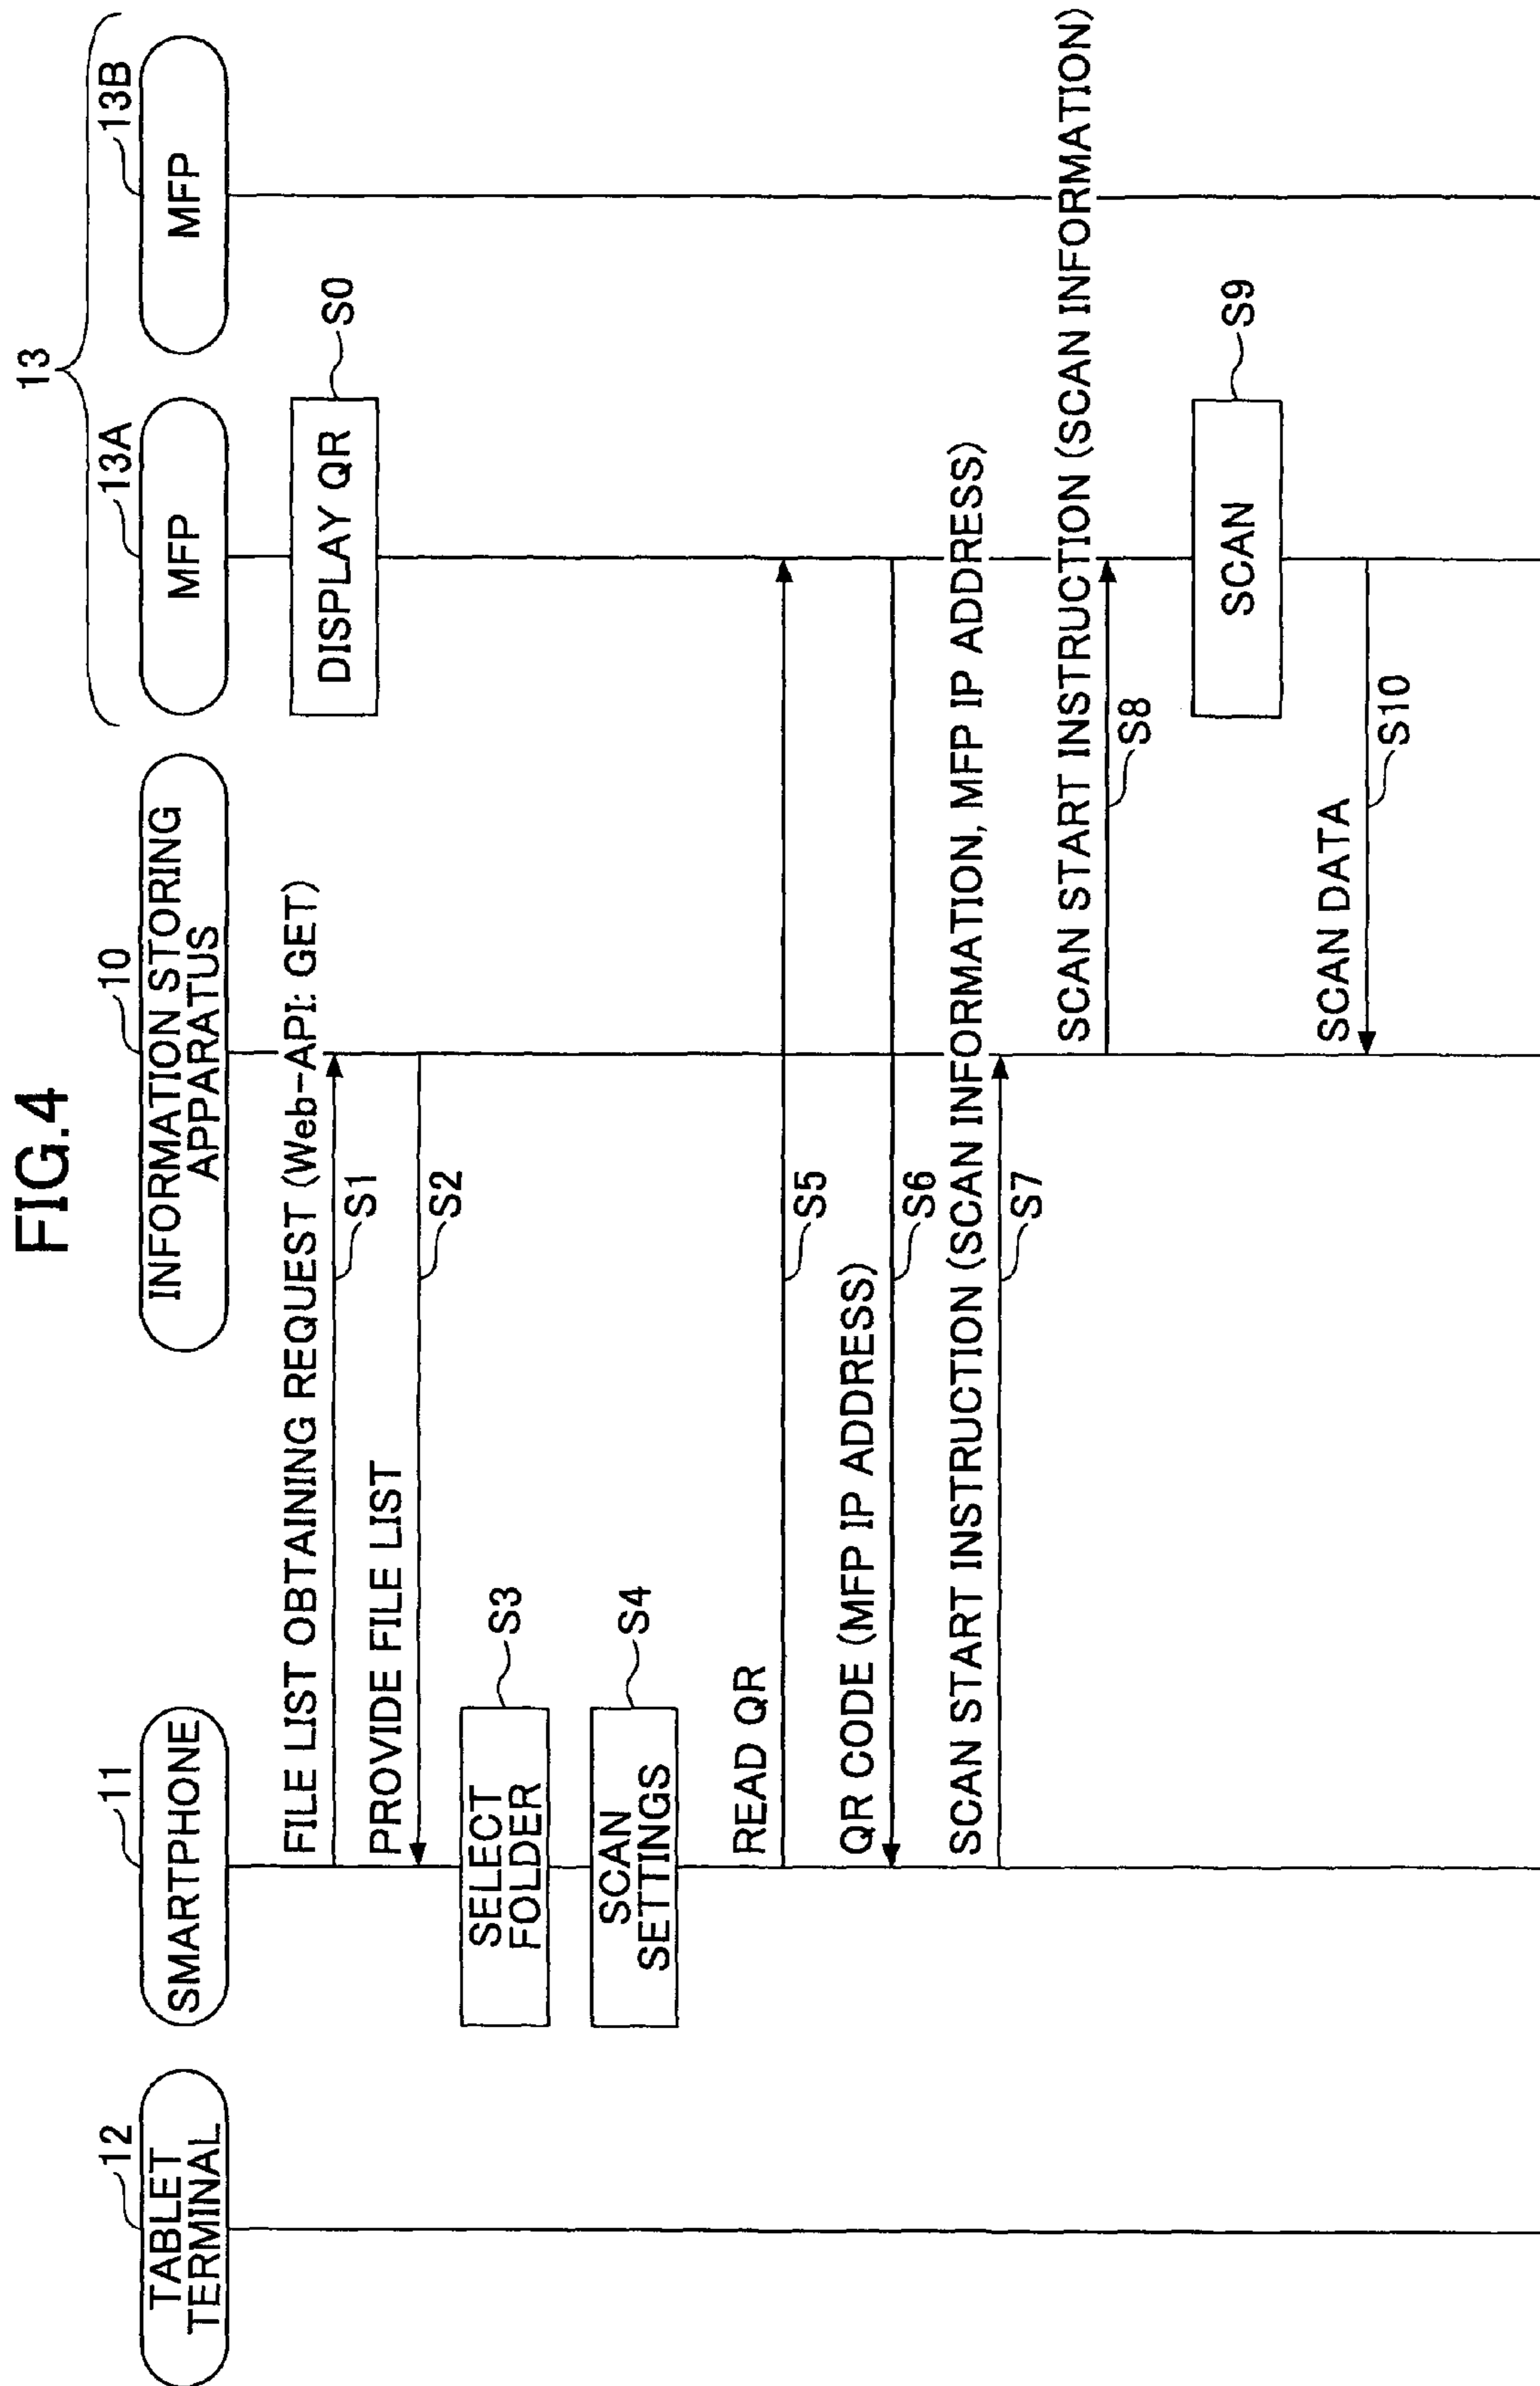 FIG.4
12
TABLET
TERMINAL
11
SMARTPHONE
10
INFORMATION STORING
APPARATUS
13
13A
MFP
13B
MFP
DISPLAY QR
S0
FILE LIST OBTAINING REQUEST (Web-API: GET)
S1
PROVIDE FILE LIST
S2
SELECT
FOLDER
S3
SCAN
SETTINGS
S4
READ QR
S5
QR CODE (MFP IP ADDRESS)
S6
SCAN START INSTRUCTION (SCAN INFORMATION, MFP IP ADDRESS)
S7
SCAN START INSTRUCTION (SCAN INFORMATION)
S8
SCAN
S9
SCAN DATA
S10